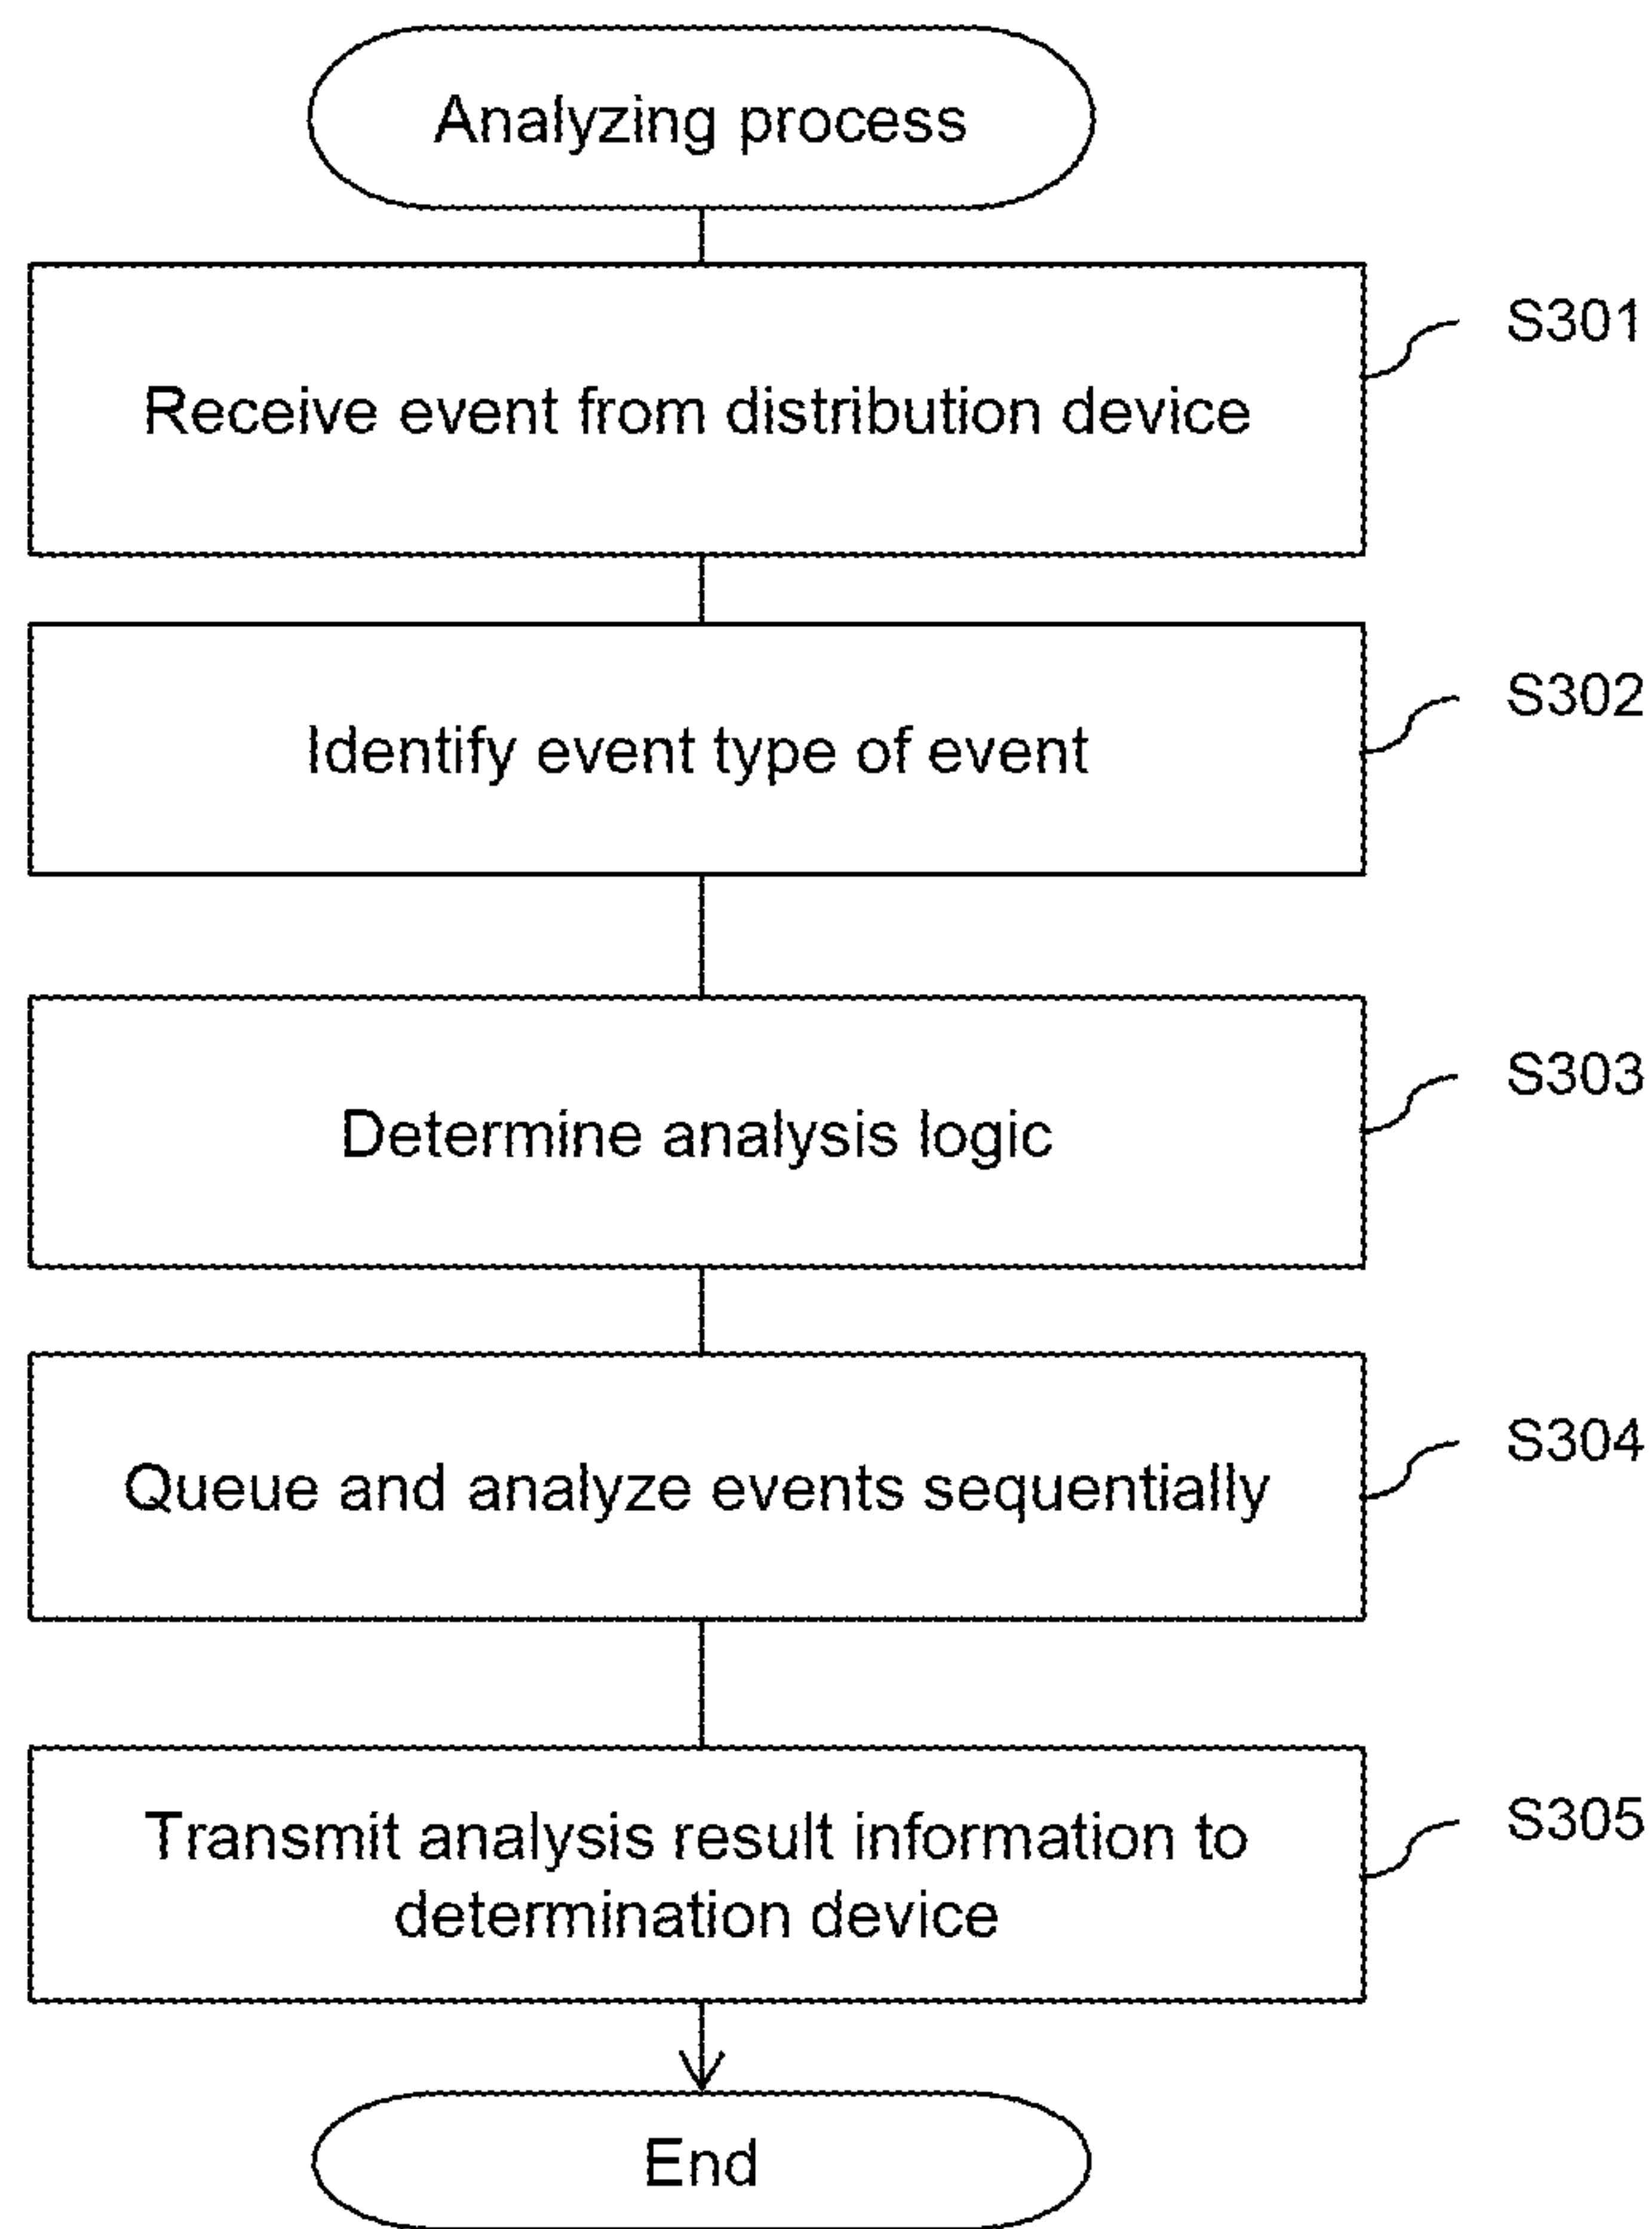 Analyzing process
S301
Receive event from distribution device
S302
Identify event type of event
S303
Determine analysis logic
S304
Queue and analyze events sequentially
S305
Transmit analysis result information to
determination device
End